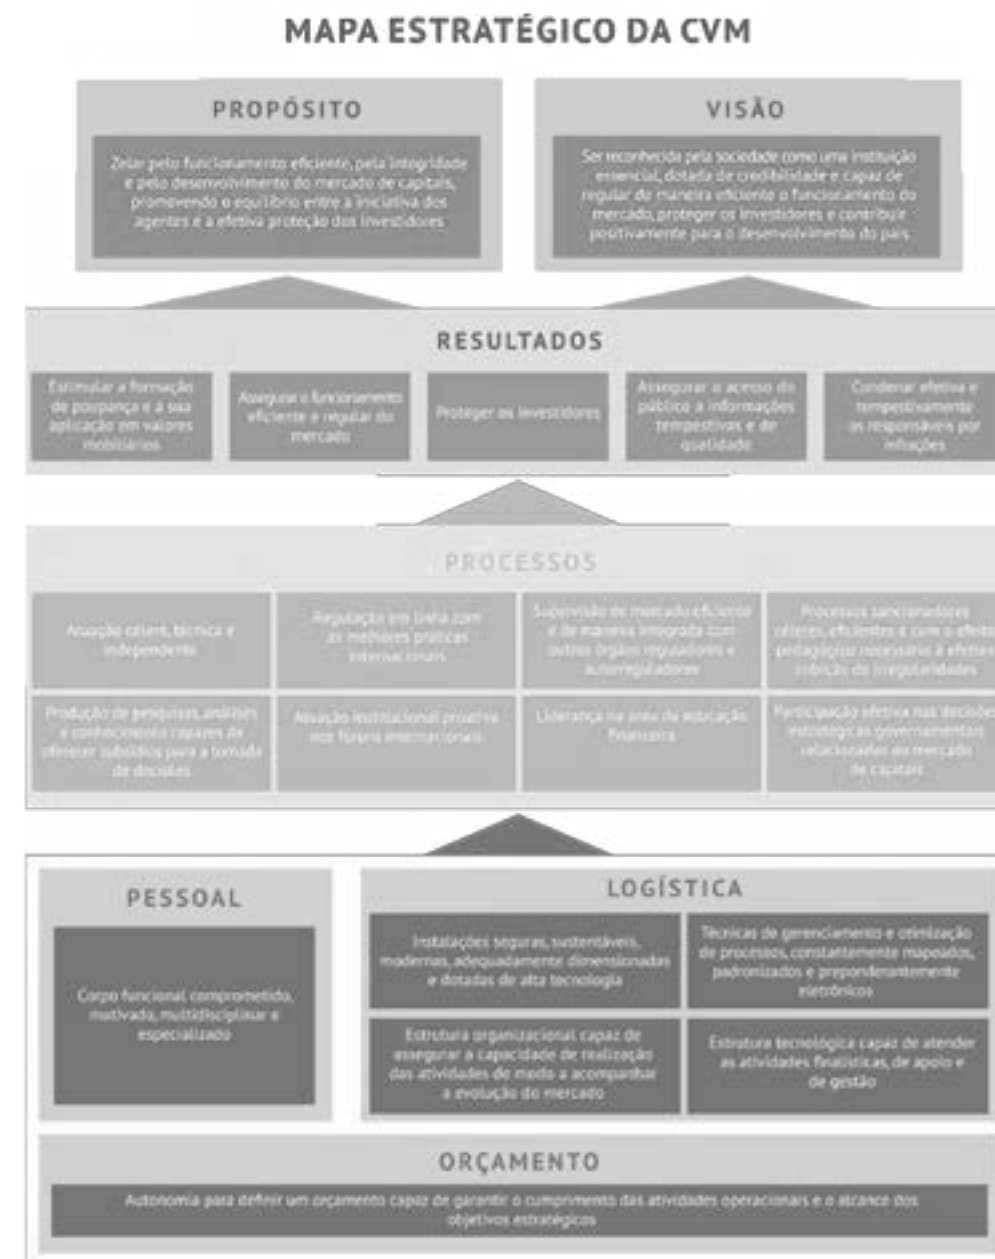 MAPA ESTRATÉGICO DA CVM
PROPÓSITO
Zelar pelo funcionamento eficiente, pela integridade
e pelo desenvolvimento do mercado de capitais,
promovendo o equilíbrio entre a iniciativa dos
agentes e a efetiva proteção dos investidores
VISÃO
Ser reconhecida pela sociedade como uma instituição
essencial, dotada de credibilidade e capaz de
regular de maneira eficiente o funcionamento do
mercado, proteger os investidores e contribuir
positivamente para o desenvolvimento do país
RESULTADOS
Estimular a formação
de poupança e a sua
aplicação em valores
mobiliários
Assegurar o funcionamento
eficiente e regular do
mercado
Proteger os investidores
Assegurar o acesso do
público a informações
tempestivas e de
qualidade
Condenar efetiva e
tempestivamente
os responsáveis por
infrações
PROCESSOS
Atuação célere, técnica e
independente
Regulação em linha com
as melhores práticas
internacionais
Supervisão de mercado eficiente
e de maneira integrada com
outros órgãos reguladores e
autorreguladores
Processos sancionadores
céleres, eficientes e com o efeito
pedagógico necessário à efetiva
coibição de irregularidades
Produção de pesquisas, análises
e conhecimento capazes de
oferecer subsídios para a tomada
de decisões
Atuação institucional proativa
nos fóruns internacionais
Liderança na área de educação
financeira
Participação efetiva nas decisões
estratégicas governamentais
relacionadas ao mercado
de capitais
PESSOAL
Corpo funcional comprometido,
motivado, multidisciplinar e
especializado
LOGÍSTICA
Instalações seguras, sustentáveis,
modernas, adequadamente dimensionadas
e dotadas de alta tecnologia
Técnicas de gerenciamento e otimização
de processos, constantemente mapeados,
padronizados e preponderantemente
eletrônicos
Estrutura organizacional capaz de
assegurar a capacidade de realização
das atividades de modo a acompanhar
a evolução do mercado
Estrutura tecnológica capaz de atender
as atividades finalísticas, de apoio e
de gestão
ORÇAMENTO
Autonomia para definir um orçamento capaz de garantir o cumprimento das atividades operacionais e o alcance dos
objetivos estratégicos